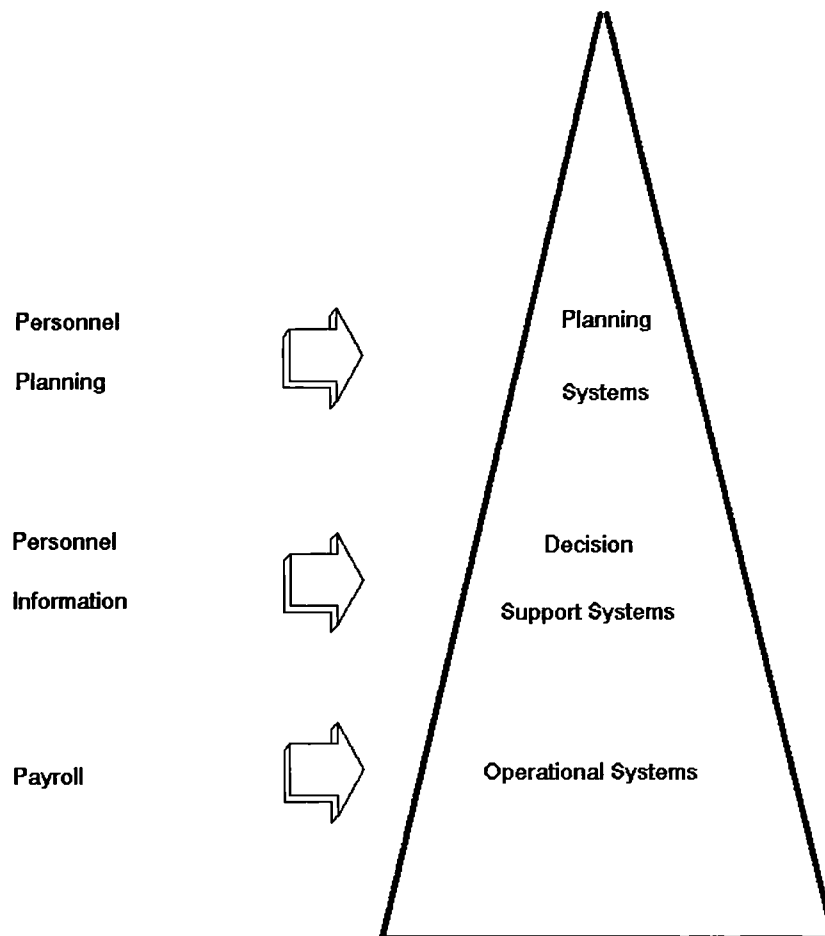 Personnel
Planning
Planning
Systems
Personnel
Information
Decision
Support Systems
Payroll
Operational Systems